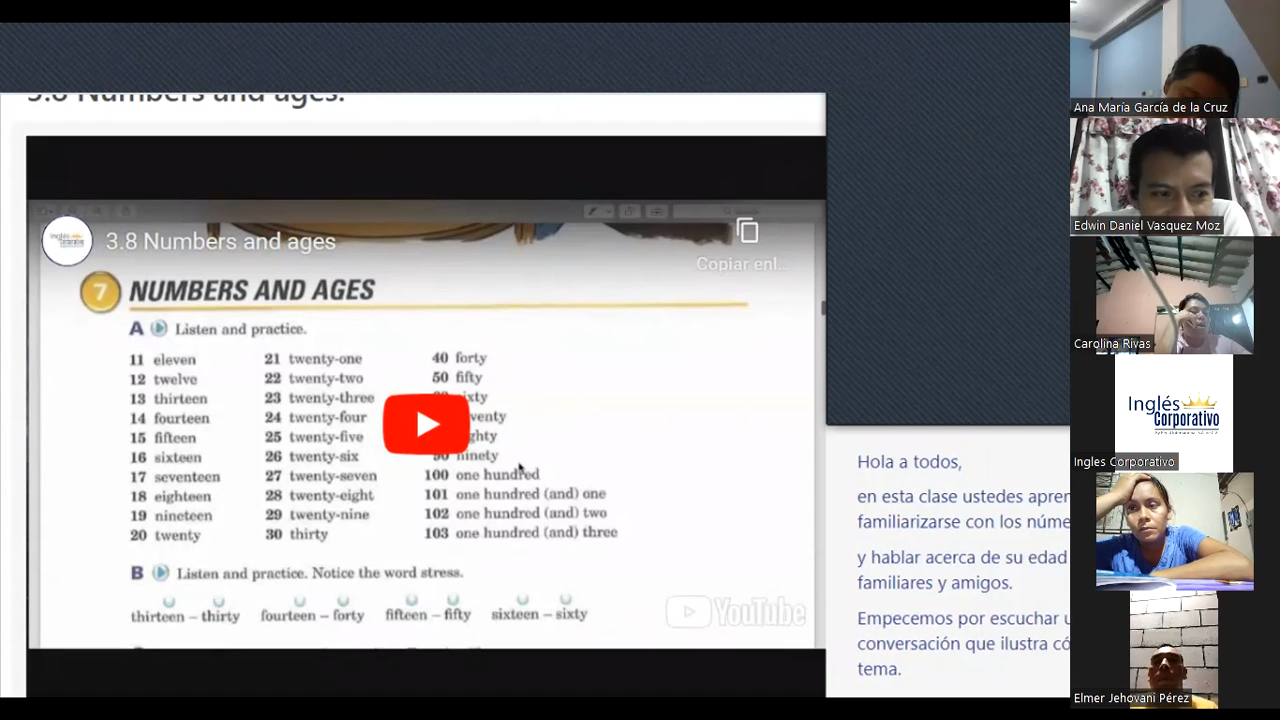 3.8 Numbers and ages.
3.8 Numbers and ages
Copiar enl...
7 NUMBERS AND AGES
A Listen and practice.
11 eleven 21 twenty-one 40 forty
12 twelve 22 twenty-two 50 fifty
13 thirteen 23 twenty-three
14 fourteen 24 twenty-four
15 fifteen 25 twenty-five
16 sixteen 26 twenty-six 90 ninety
17 seventeen 27 twenty-seven 100 one hundred
18 eighteen 28 twenty-eight 101 one hundred (and) one
19 nineteen 29 twenty-nine 102 one hundred (and) two
20 twenty 30 thirty 103 one hundred (and) three
B Listen and practice. Notice the word stress.
thirteen – thirty fourteen – forty fifteen – fifty sixteen – sixty
YouTube
Hola a todos,
en esta clase ustedes apren
familiarizarse con los núme
y hablar acerca de su edad
familiares y amigos.
Empecemos por escuchar u
conversación que ilustra có
tema.
Ana María García de la Cruz
Edwin Daniel Vasquez Moz
Carolina Rivas
Inglés
Corporativo
Ingles Corporativo
Elmer Jehovani Pérez